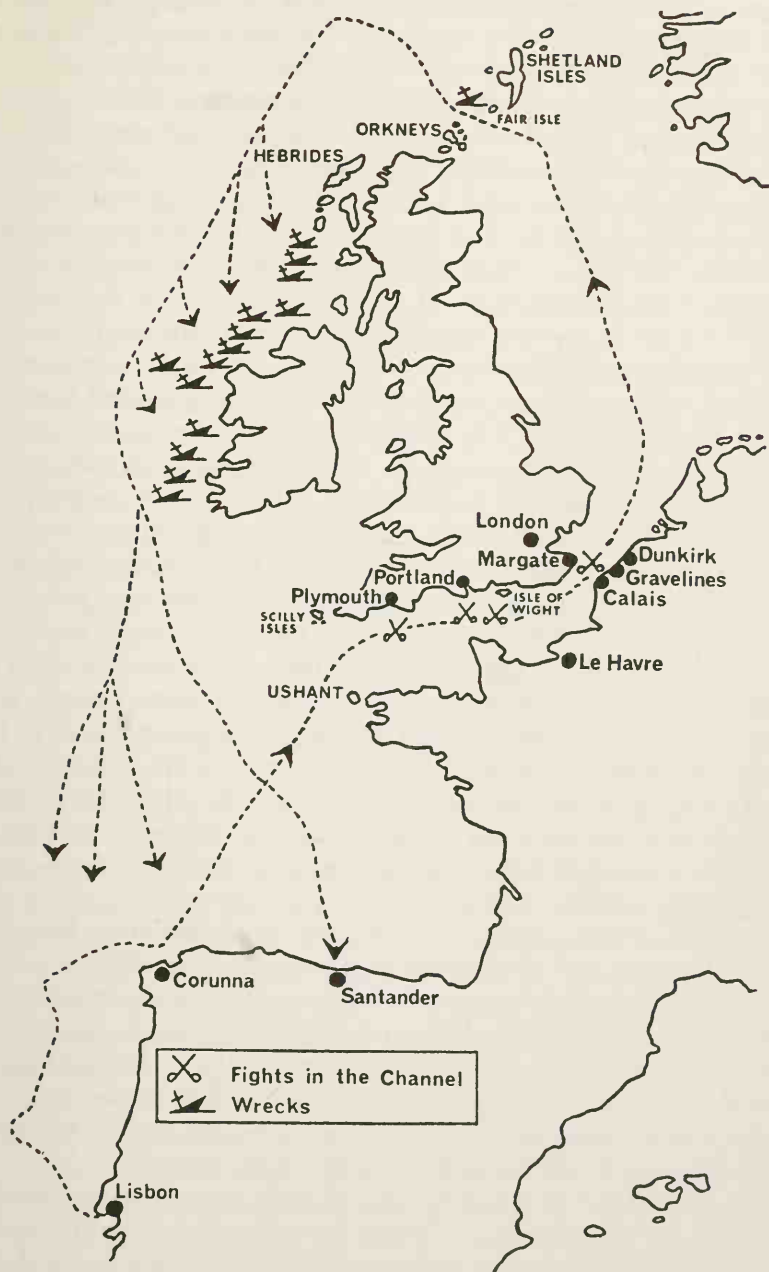 SHETLAND
ISLES
FAIR ISLE
ORKNEYS
HEBRIDES
London
Margate
Dunkirk
Gravelines
Calais
Portland
Plymouth
ISLE OF
WIGHT
SCILLY
ISLES
Le Havre
USHANT
Corunna
Santander
Fights in the Channel
Wrecks
Lisbon